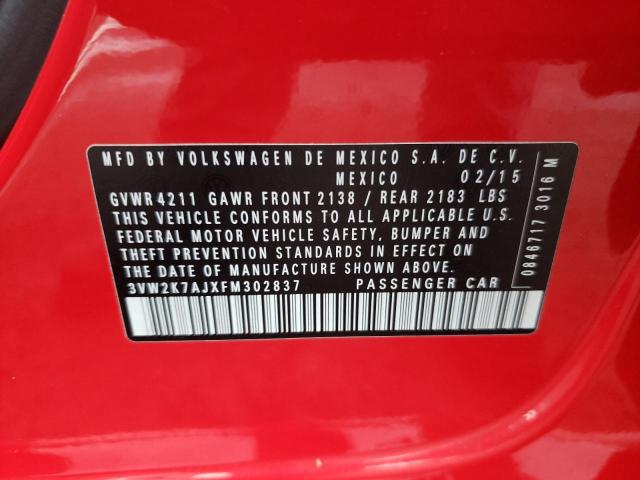 MFD BY VOLKSWAGEN DE MEXICO S.A. DE C.V.
MEXICO 02/15
GVWR 4211 GAWR FRONT 2138 / REAR 2183 LBS
THIS VEHICLE CONFORMS TO ALL APPLICABLE U.S.
FEDERAL MOTOR VEHICLE SAFETY, BUMPER AND
THEFT PREVENTION STANDARDS IN EFFECT ON
THE DATE OF MANUFACTURE SHOWN ABOVE.
3VW2K7AJXFM302837 PASSENGER CAR
0846717 3016 M